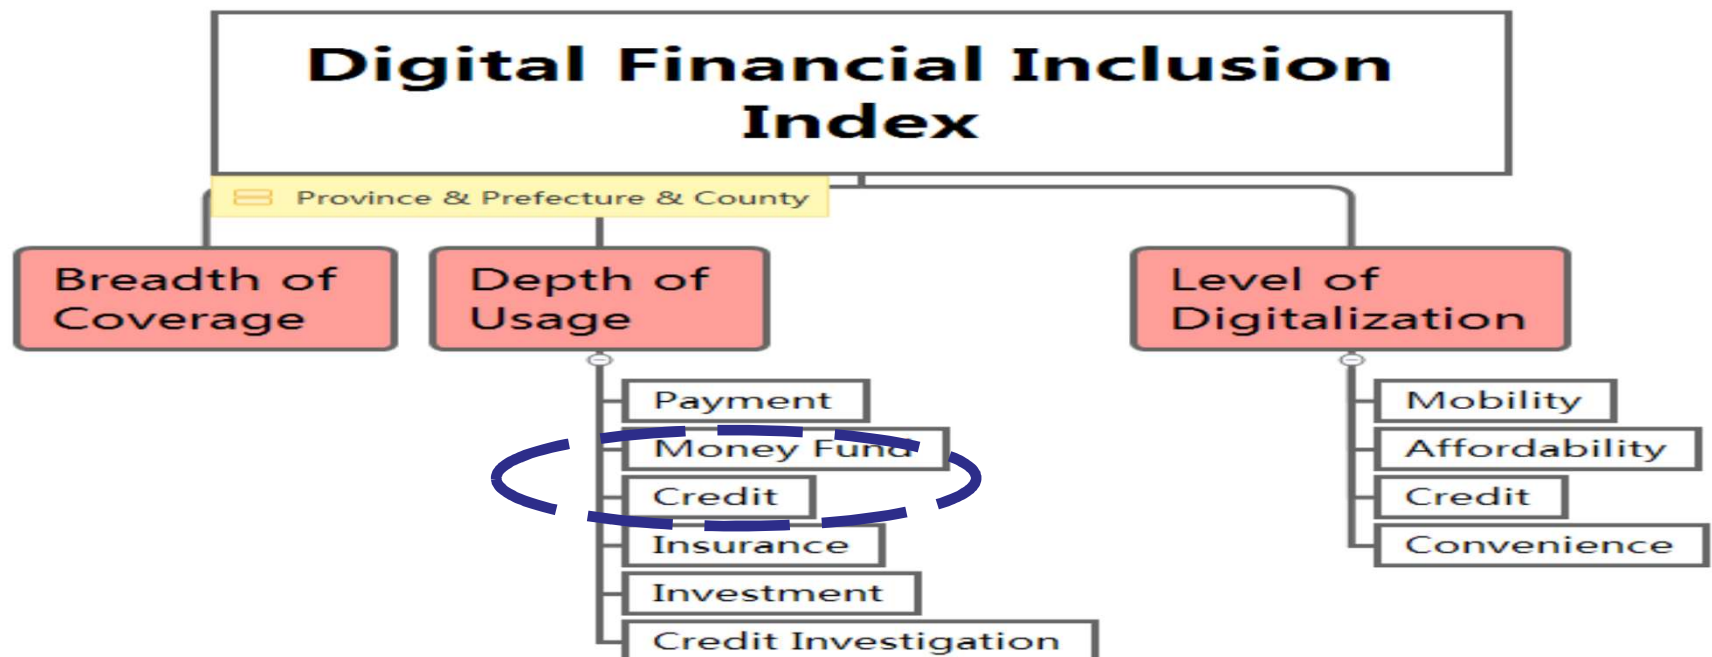 Digital Financial Inclusion
Index
Province & Prefecture & County
Breadth of
Coverage
Depth of
Usage
Level of
Digitalization
Payment
Money Fund
Credit
Insurance
Investment
Credit Investigation
Mobility
Affordability
Credit
Convenience